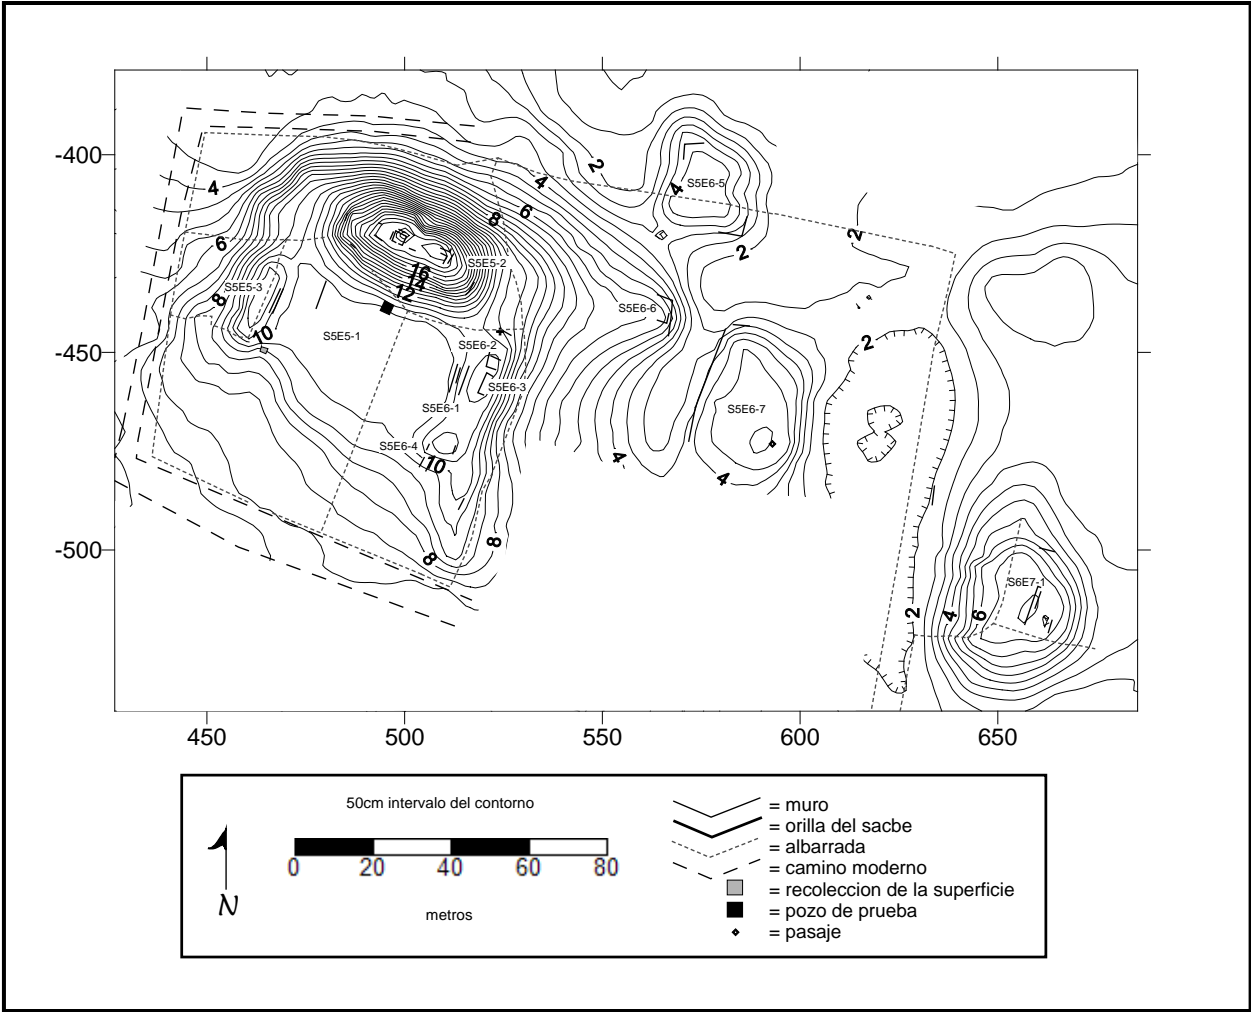 2
4
S5E6-5
-400
4
4
6
8
2
6
2
S5E5-2
16
14
12
S5E5-3
8
10
S5E5-1
S5E6-6
S5E6-2
2
-450
S5E6-3
S5E6-1
S5E6-7
S5E6-4
10
4
4
8
8
-500
S6E7-1
2
4
6
450
500
550
600
650
50cm intervalo del contorno
0 20 40 60 80
metros
N
= muro
= orilla del sacbe
= albarrada
= camino moderno
= recoleccion de la superficie
= pozo de prueba
= pasaje